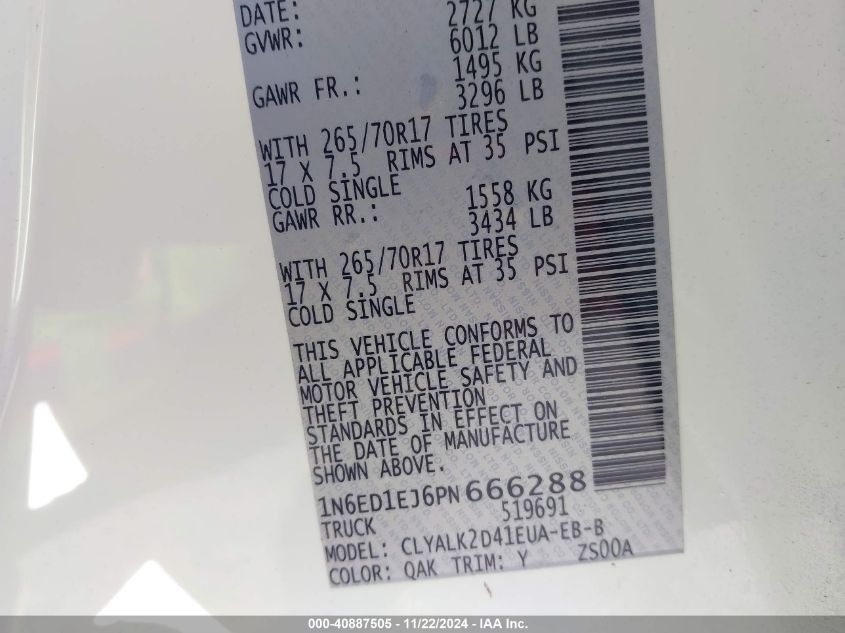 DATE:
2727 KG
GVWR: 6012 LB
1495 KG
GAWR FR.: 3296 LB
WITH 265/70R17 TIRES
17 X 7.5 RIMS AT 35 PSI
COLD SINGLE
1558 KG
GAWR RR.: 3434 LB
WITH 265/70R17 TIRES
17 X 7.5 RIMS AT 35 PSI
COLD SINGLE
THIS VEHICLE CONFORMS TO
ALL APPLICABLE FEDERAL
MOTOR VEHICLE SAFETY AND
THEFT PREVENTION
STANDARDS IN EFFECT ON
THE DATE OF MANUFACTURE
SHOWN ABOVE.
1N6ED1EJ6PN666288
519691
TRUCK
MODEL: CLYALK2D41EUA-EB-B
COLOR: QAK TRIM: Y ZS00A
000-40887505 - 11/22/2024 - IAA Inc.